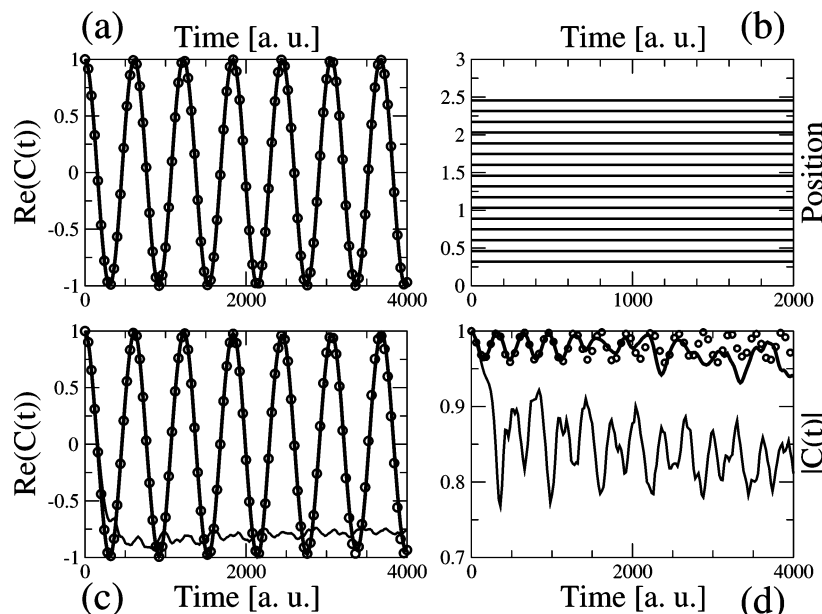 (a) Time [a. u.] Time [a. u.] (b)
1
0.5
0
-0.5
-1
Re(C(t))
0 2000 4000
3
2.5
2
1.5
1
0.5
0
Position
0 1000 2000
1
0.5
0
-0.5
-1
Re(C(t))
0 2000 4000
1
0.9
0.8
0.7
|C(t)|
0 2000 4000
(c) Time [a. u.] Time [a. u.] (d)